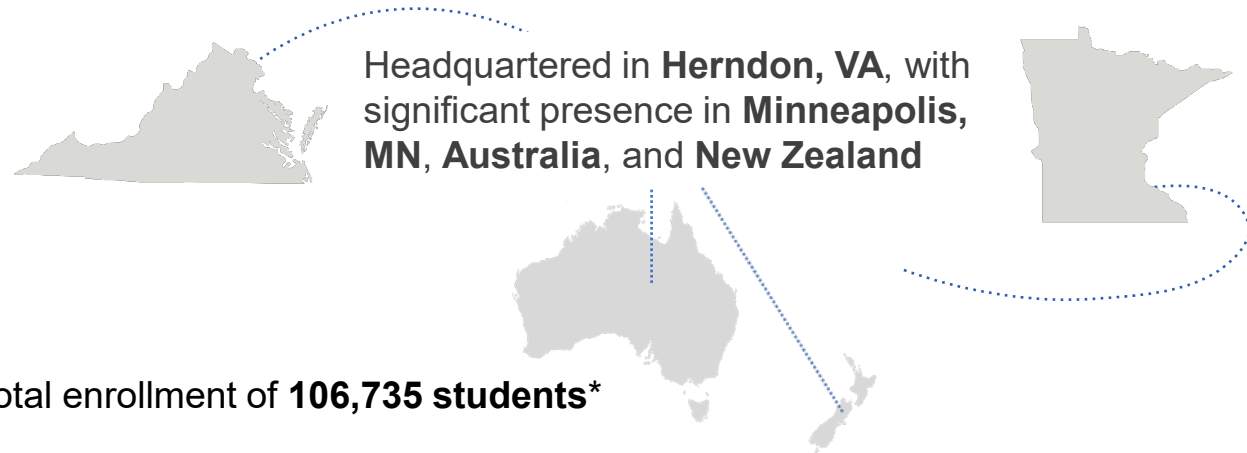 Headquartered in Herndon, VA, with
significant presence in Minneapolis,
MN, Australia, and New Zealand
otal enrollment of 106,735 students*